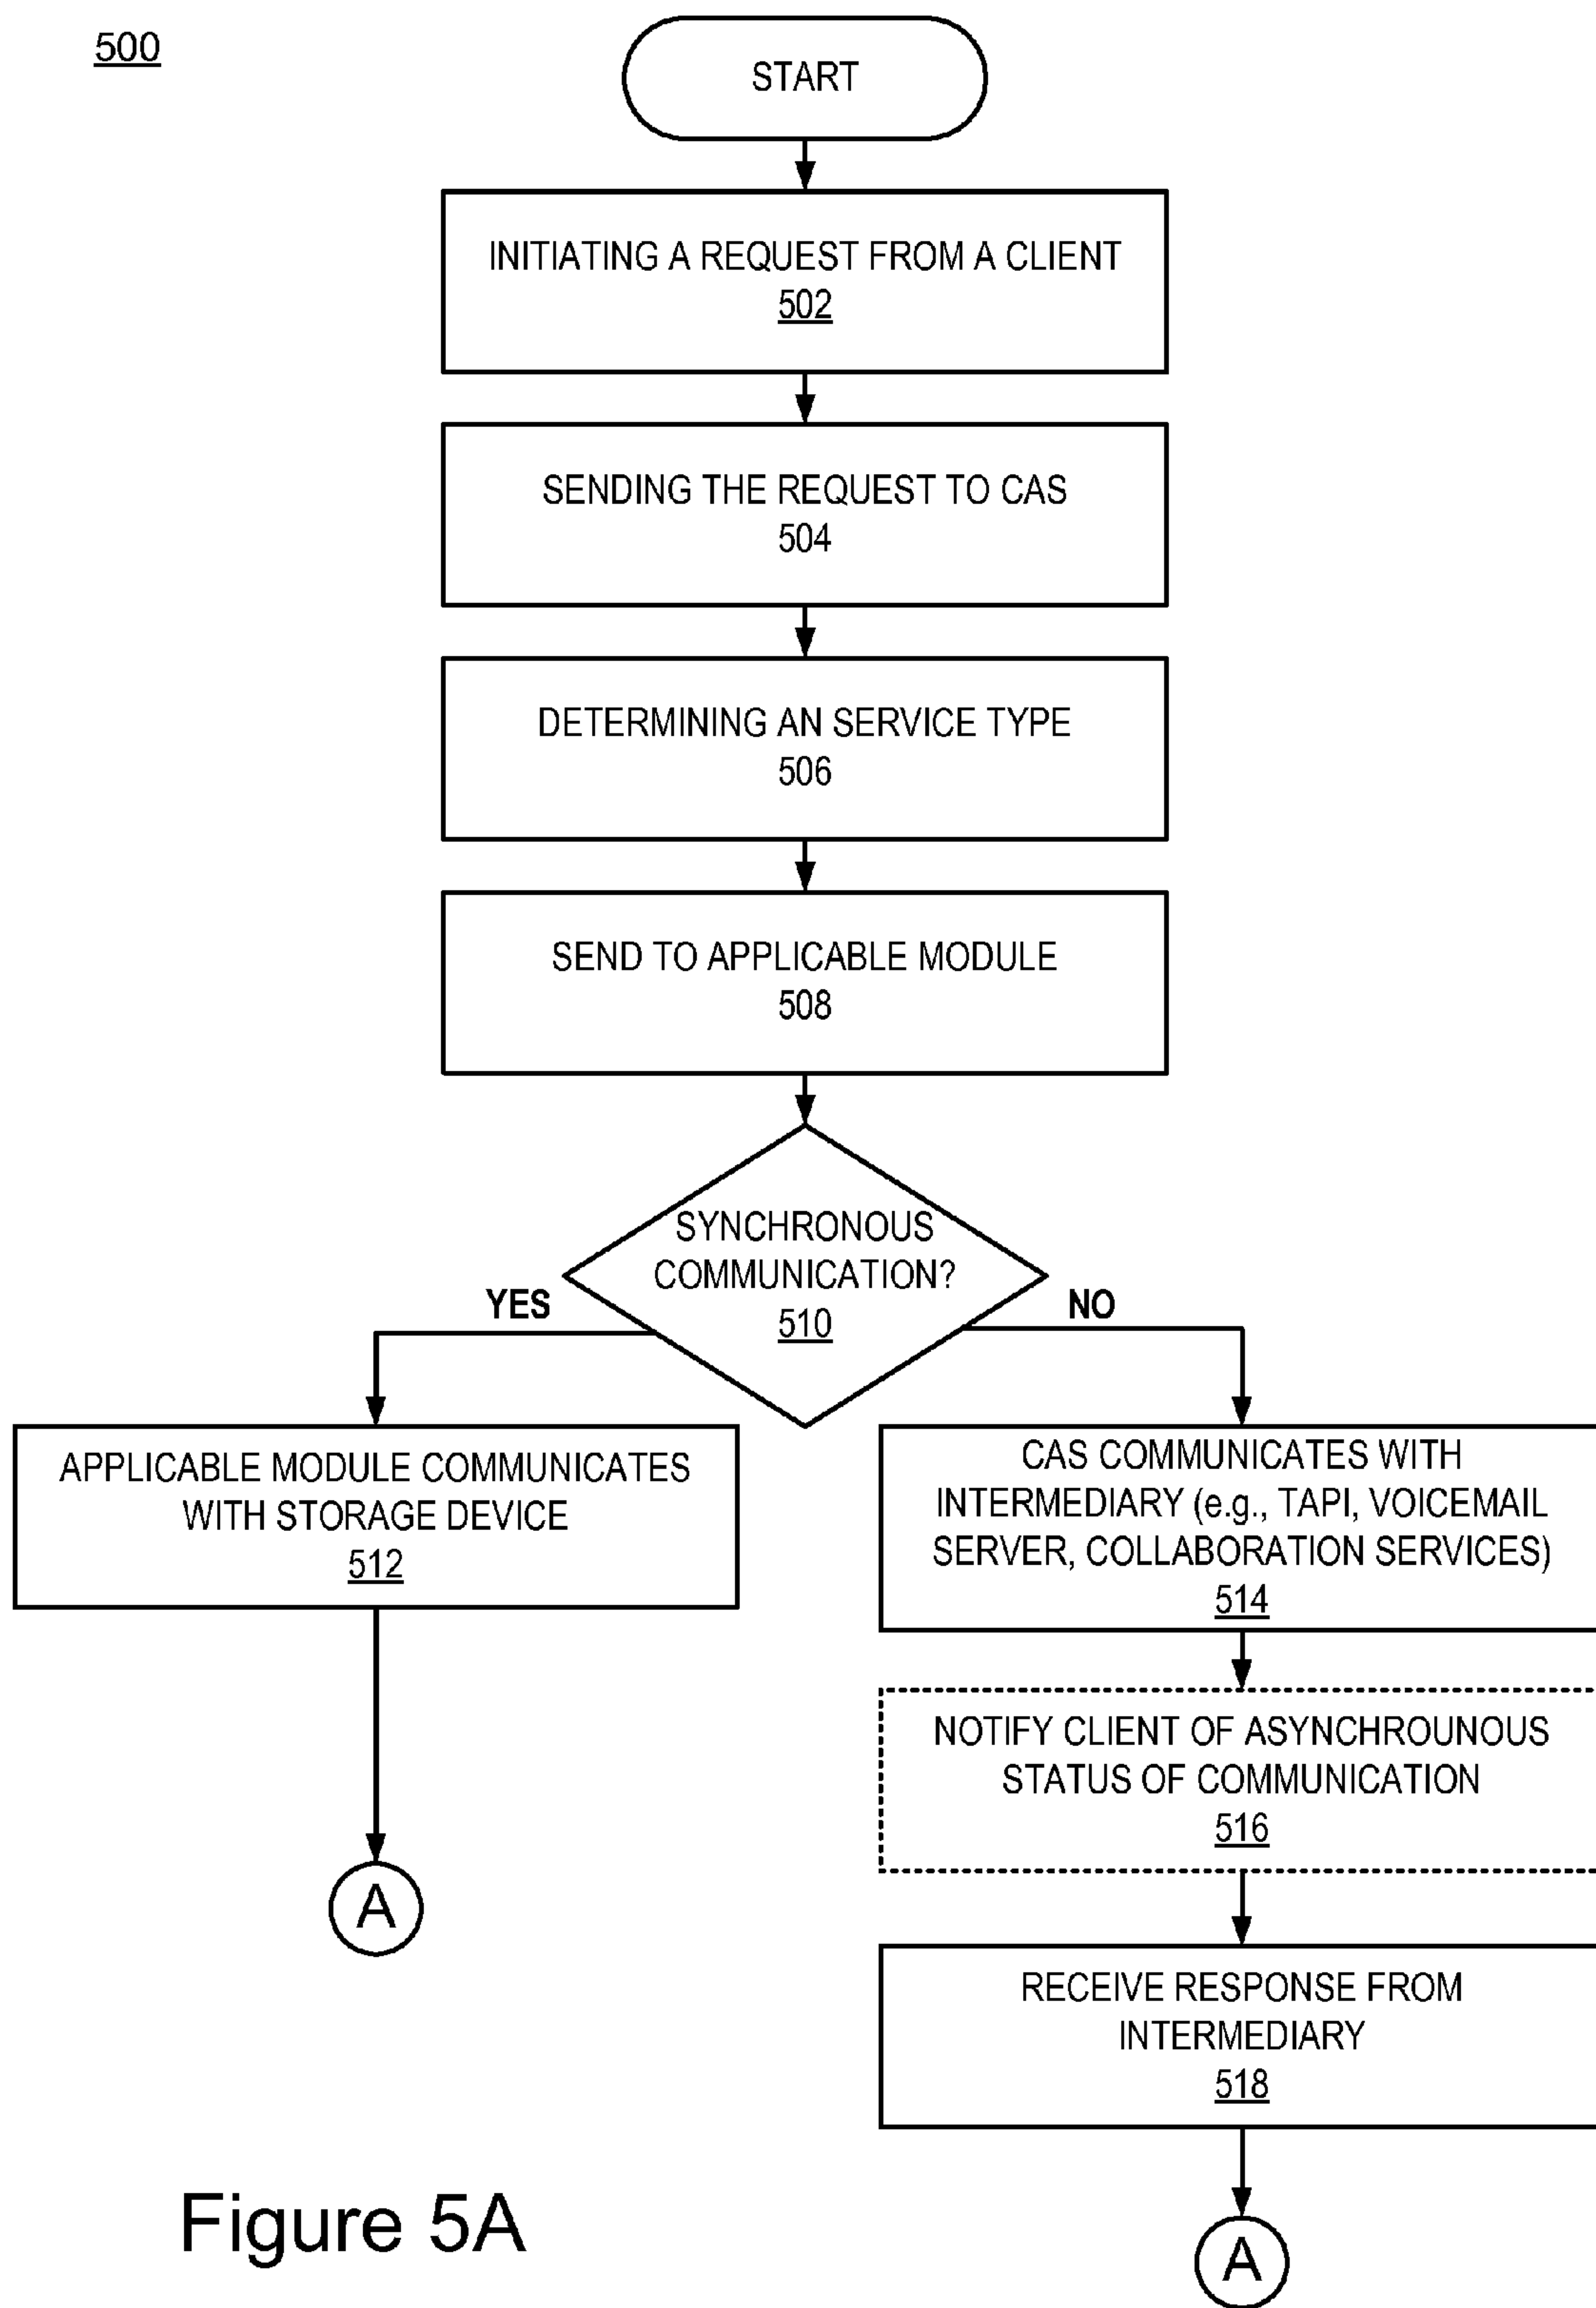 500
START
INITIATING A REQUEST FROM A CLIENT
502
SENDING THE REQUEST TO CAS
504
DETERMINING AN SERVICE TYPE
506
SEND TO APPLICABLE MODULE
508
SYNCHRONOUS
COMMUNICATION?
510
YES
NO
APPLICABLE MODULE COMMUNICATES
WITH STORAGE DEVICE
512
CAS COMMUNICATES WITH
INTERMEDIARY (e.g., TAPI, VOICEMAIL
SERVER, COLLABORATION SERVICES)
514
NOTIFY CLIENT OF ASYNCHROUNOUS
STATUS OF COMMUNICATION
516
A
RECEIVE RESPONSE FROM
INTERMEDIARY
518
A
Figure 5A